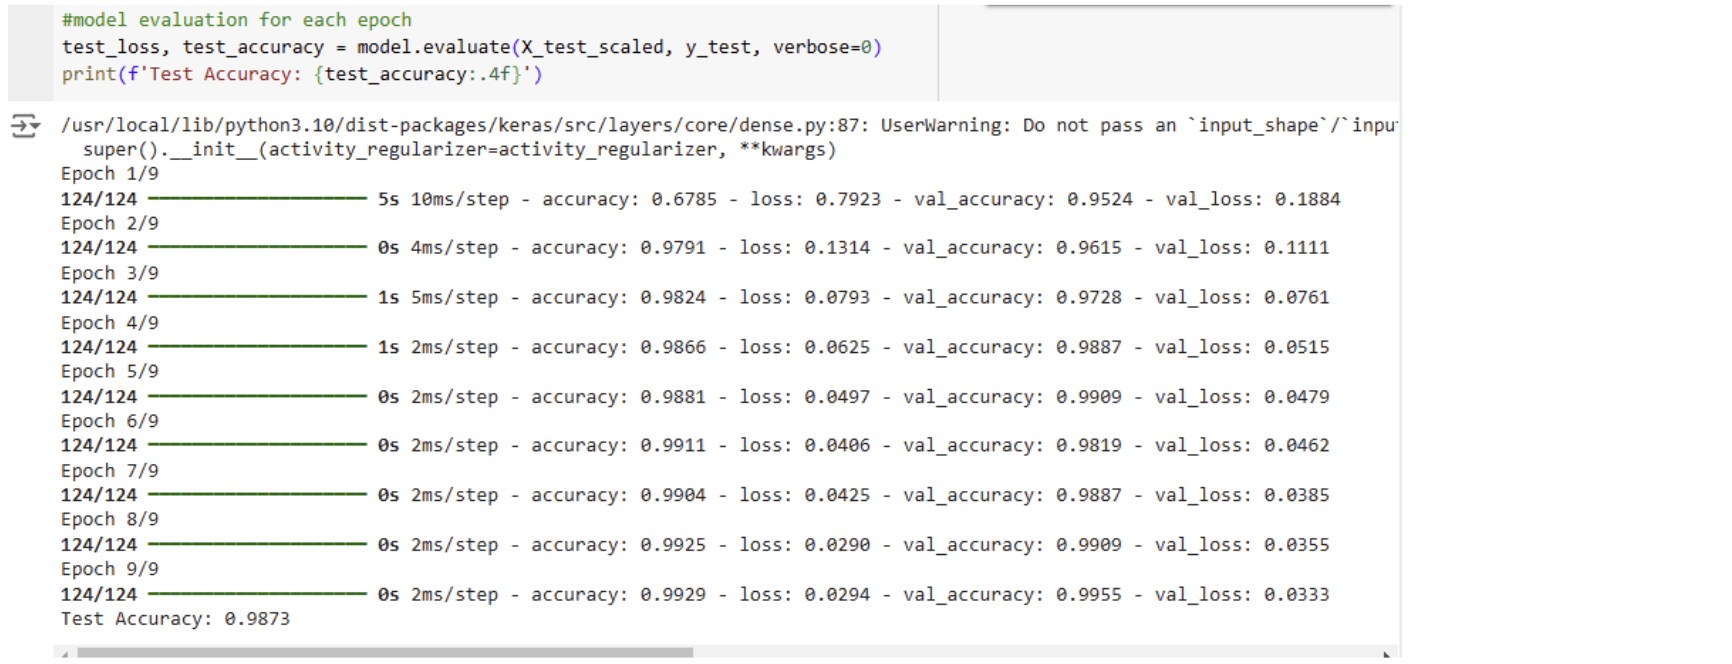 #model evaluation for each epoch
test_loss, test_accuracy = model.evaluate(X_test_scaled, y_test, verbose=0)
print(f'Test Accuracy: {test_accuracy:.4f}')
/usr/local/lib/python3.10/dist-packages/keras/src/layers/core/dense.py:87: UserWarning: Do not pass an `input_shape`/`inpu
super().__init__(activity_regularizer=activity_regularizer, **kwargs)
Epoch 1/9
124/124 ━━━━━━━━━━━━━━━━━━━━ 5s 10ms/step - accuracy: 0.6785 - loss: 0.7923 - val_accuracy: 0.9524 - val_loss: 0.1884
Epoch 2/9
124/124 ━━━━━━━━━━━━━━━━━━━━ 0s 4ms/step - accuracy: 0.9791 - loss: 0.1314 - val_accuracy: 0.9615 - val_loss: 0.1111
Epoch 3/9
124/124 ━━━━━━━━━━━━━━━━━━━━ 1s 5ms/step - accuracy: 0.9824 - loss: 0.0793 - val_accuracy: 0.9728 - val_loss: 0.0761
Epoch 4/9
124/124 ━━━━━━━━━━━━━━━━━━━━ 1s 2ms/step - accuracy: 0.9866 - loss: 0.0625 - val_accuracy: 0.9887 - val_loss: 0.0515
Epoch 5/9
124/124 ━━━━━━━━━━━━━━━━━━━━ 0s 2ms/step - accuracy: 0.9881 - loss: 0.0497 - val_accuracy: 0.9909 - val_loss: 0.0479
Epoch 6/9
124/124 ━━━━━━━━━━━━━━━━━━━━ 0s 2ms/step - accuracy: 0.9911 - loss: 0.0406 - val_accuracy: 0.9819 - val_loss: 0.0462
Epoch 7/9
124/124 ━━━━━━━━━━━━━━━━━━━━ 0s 2ms/step - accuracy: 0.9904 - loss: 0.0425 - val_accuracy: 0.9887 - val_loss: 0.0385
Epoch 8/9
124/124 ━━━━━━━━━━━━━━━━━━━━ 0s 2ms/step - accuracy: 0.9925 - loss: 0.0290 - val_accuracy: 0.9909 - val_loss: 0.0355
Epoch 9/9
124/124 ━━━━━━━━━━━━━━━━━━━━ 0s 2ms/step - accuracy: 0.9929 - loss: 0.0294 - val_accuracy: 0.9955 - val_loss: 0.0333
Test Accuracy: 0.9873